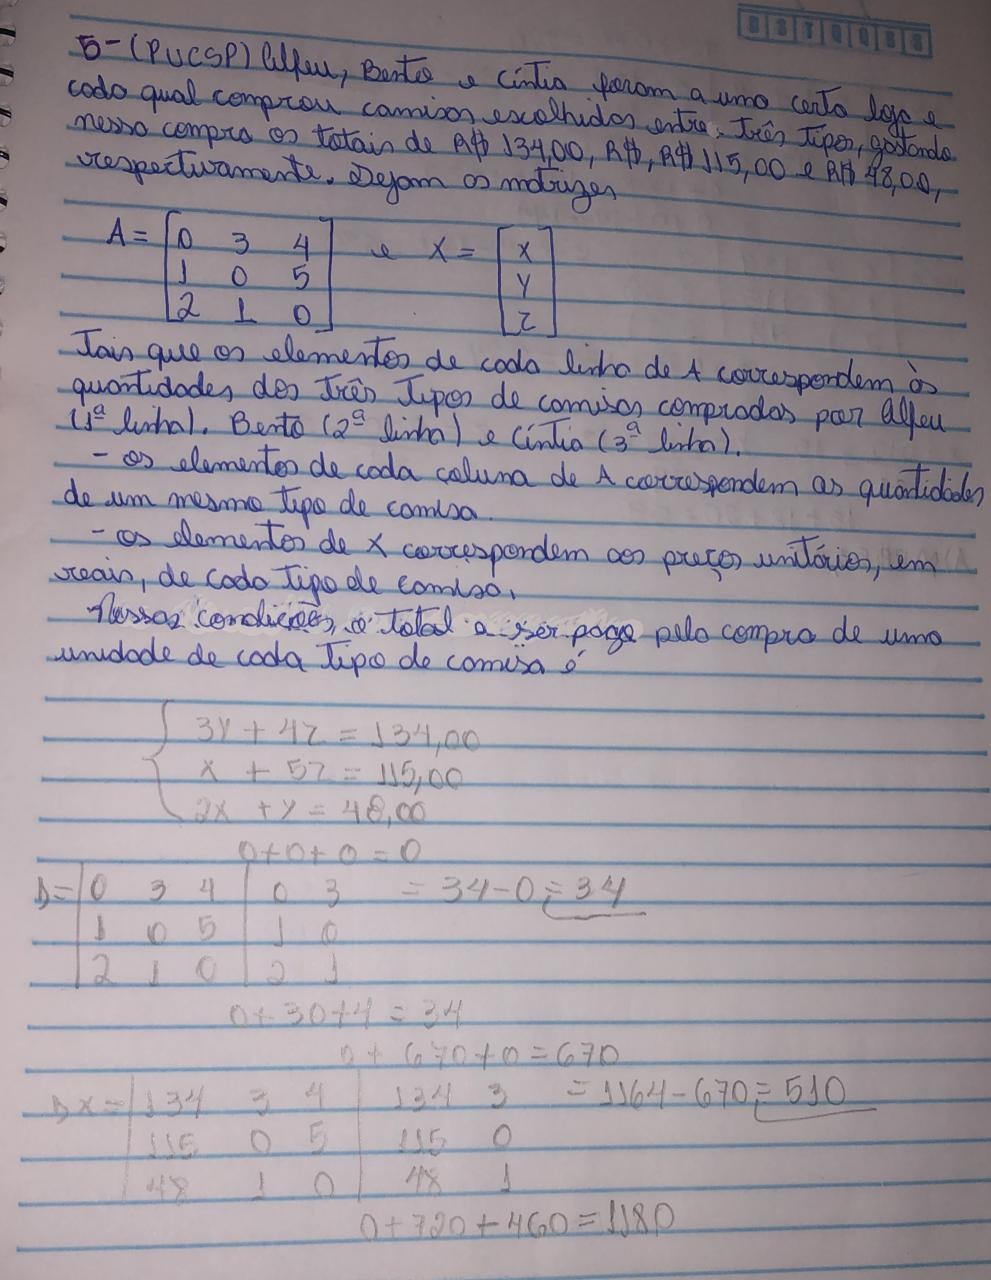 5-(PUCSP) Alfeu, Bento e Cíntia foram a uma certa loja e
cada qual comprou camisas escolhidas entre três tipos, gastando
nessa compra os totais de R$ 134,00, R$, R$ 115,00 e R$ 48,00,
respectivamente. Sejam as matrizes
A = [0 3 4 e X = [X
1 0 5 Y
2 1 0] Z]
Tais que os elementos de cada linha de A correspondem às
quantidades dos Três Tipos de camisas compradas por Alfeu
(1ª linha). Bento (2ª linha) e Cíntia (3ª linha).
- os elementos de cada coluna de A correspondem as quantidades
de um mesmo tipo de camisa.
- os elementos de X correspondem aos preços unitários, em
reais, de cada Tipo de camisa.
Nessas condições, o total a ser pago pela compra de uma
unidade de cada Tipo de camisa é
3Y + 4Z = 134,00
X + 5Z = 115,00
2X + Y = 48,00
0+0+0 = 0
D= |0 3 4 | 0 3 = 34-0 = 34
1 0 5 | 1 0
2 1 0 | 2 1
0+30+4 = 34
0+ 670+0 = 670
DX= |134 3 4 | 134 3 = 1164-670 = 510
115 0 5 | 115 0
48 1 0 | 48 1
0+720+460 = 1180